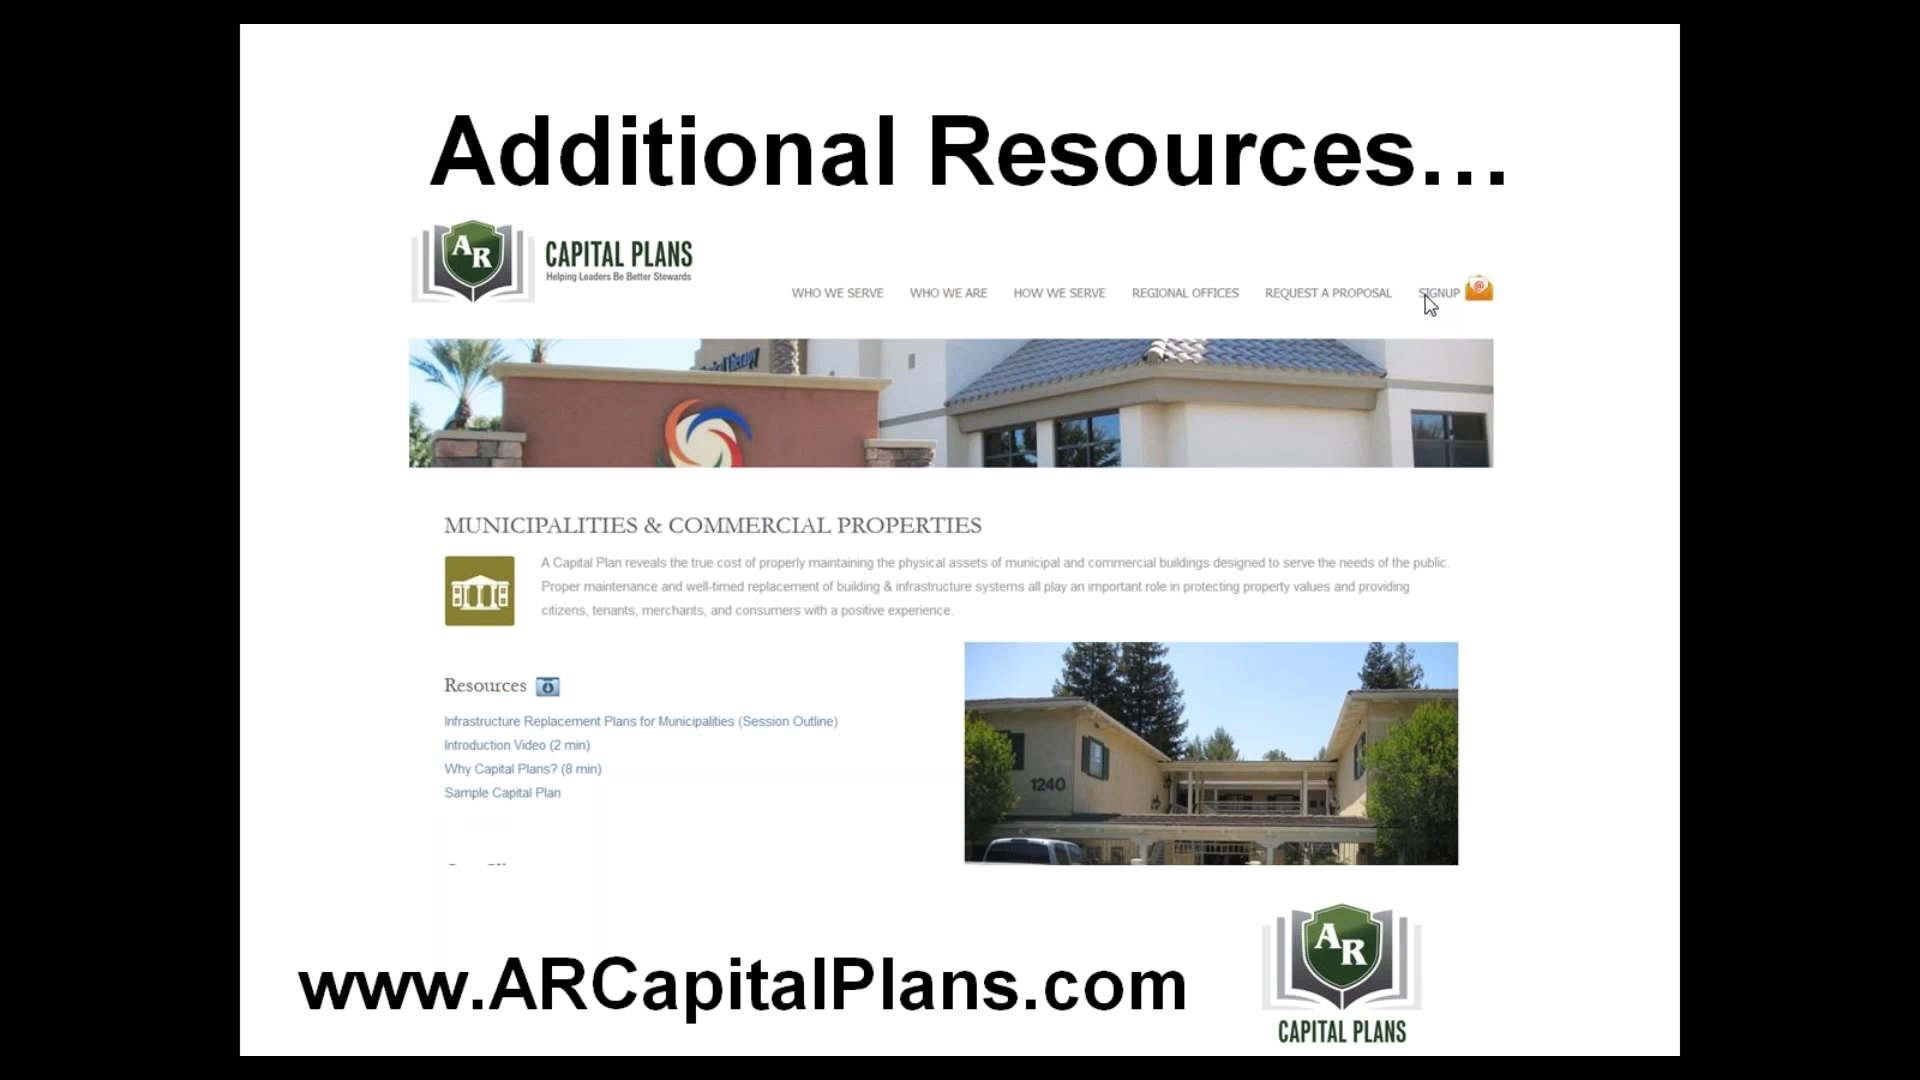 Additional Resources...
AR
CAPITAL PLANS
Helping Leaders Be Better Stewards
WHO WE SERVE WHO WE ARE HOW WE SERVE REGIONAL OFFICES REQUEST A PROPOSAL SIGNUP @
MUNICIPALITIES & COMMERCIAL PROPERTIES
A Capital Plan reveals the true cost of properly maintaining the physical assets of municipal and commercial buildings designed to serve the needs of the public.
Proper maintenance and well-timed replacement of building & infrastructure systems all play an important role in protecting property values and providing
citizens, tenants, merchants, and consumers with a positive experience.
Resources
Infrastructure Replacement Plans for Municipalities (Session Outline)
Introduction Video (2 min)
Why Capital Plans? (8 min)
Sample Capital Plan
1240
www.ARCapitalPlans.com
AR
CAPITAL PLANS